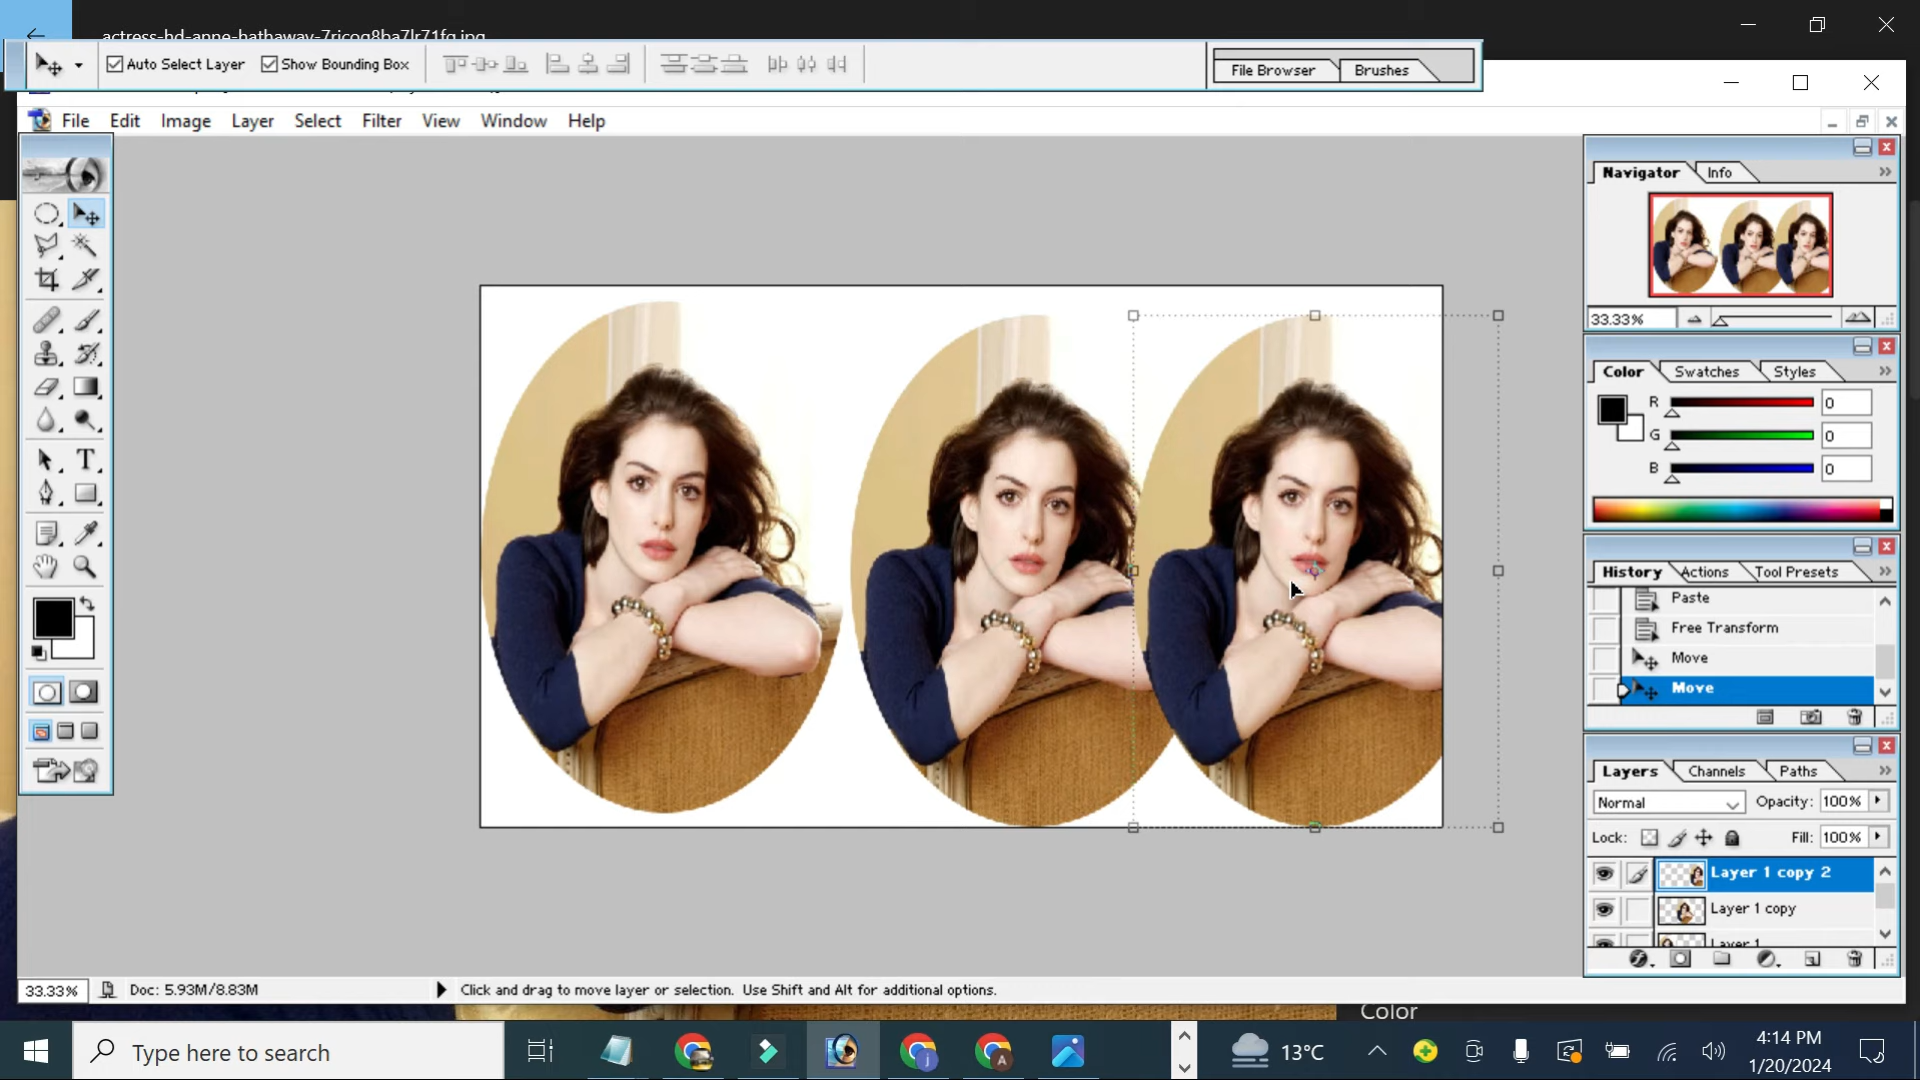 actress-hd-anne-hathaway-7ricog8ba7lr71fq.jpg
Auto Select Layer Show Bounding Box File Browser Brushes
File Edit Image Layer Select Filter View Window Help
Navigator Info
33.33%
Color Swatches Styles
R 0
G 0
B 0
History Actions Tool Presets
Paste
Free Transform
Move
Move
Layers Channels Paths
Normal Opacity: 100%
Lock: Fill: 100%
Layer 1 copy 2
Layer 1 copy
Layer 1
33.33% Doc: 5.93M/8.83M Click and drag to move layer or selection. Use Shift and Alt for additional options.
Color
Type here to search
13°C
4:14 PM
1/20/2024